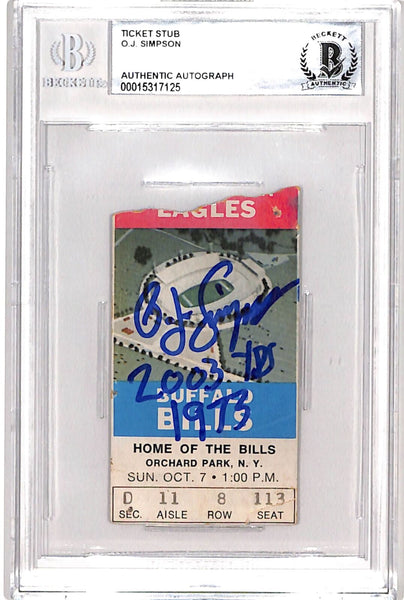 TICKET STUB
O.J. SIMPSON
AUTHENTIC AUTOGRAPH
00015317125
BECKETT
BECKETT
AUTHENTIC
EAGLES
O.J. Simpson
2003 YDS
1973
BUFFALO
BILLS
HOME OF THE BILLS
ORCHARD PARK, N.Y.
SUN. OCT. 7 • 1:00 P.M.
D 11 8 113
SEC. AISLE ROW SEAT